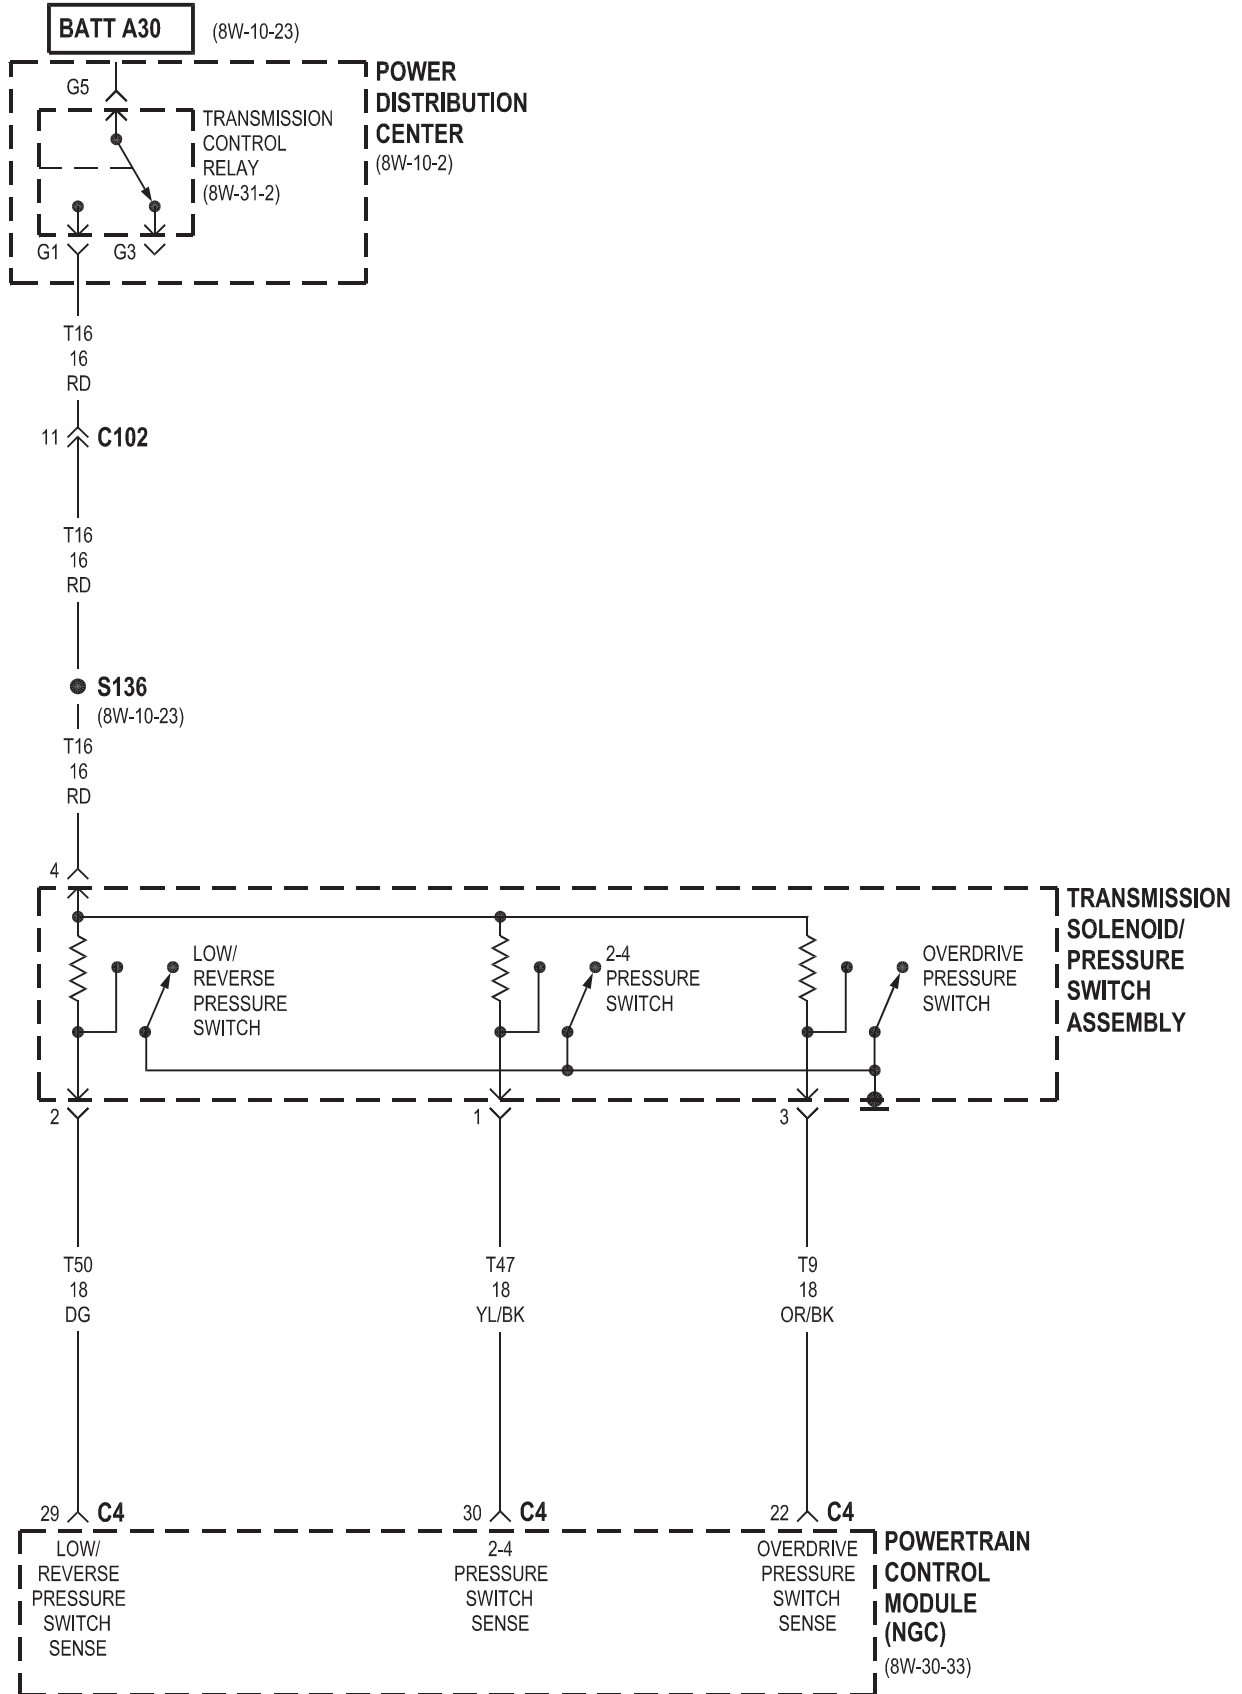 BATT A30
(8W-10-23)
POWER
DISTRIBUTION
CENTER
(8W-10-2)
G5
TRANSMISSION
CONTROL
RELAY
(8W-31-2)
G1
G3
T16
16
RD
11
C102
T16
16
RD
S136
(8W-10-23)
T16
16
RD
4
TRANSMISSION
SOLENOID/
PRESSURE
SWITCH
ASSEMBLY
LOW/
REVERSE
PRESSURE
SWITCH
2-4
PRESSURE
SWITCH
OVERDRIVE
PRESSURE
SWITCH
2
1
3
T50
18
DG
T47
18
YL/BK
T9
18
OR/BK
29
C4
30
C4
22
C4
LOW/
REVERSE
PRESSURE
SWITCH
SENSE
2-4
PRESSURE
SWITCH
SENSE
OVERDRIVE
PRESSURE
SWITCH
SENSE
POWERTRAIN
CONTROL
MODULE
(NGC)
(8W-30-33)